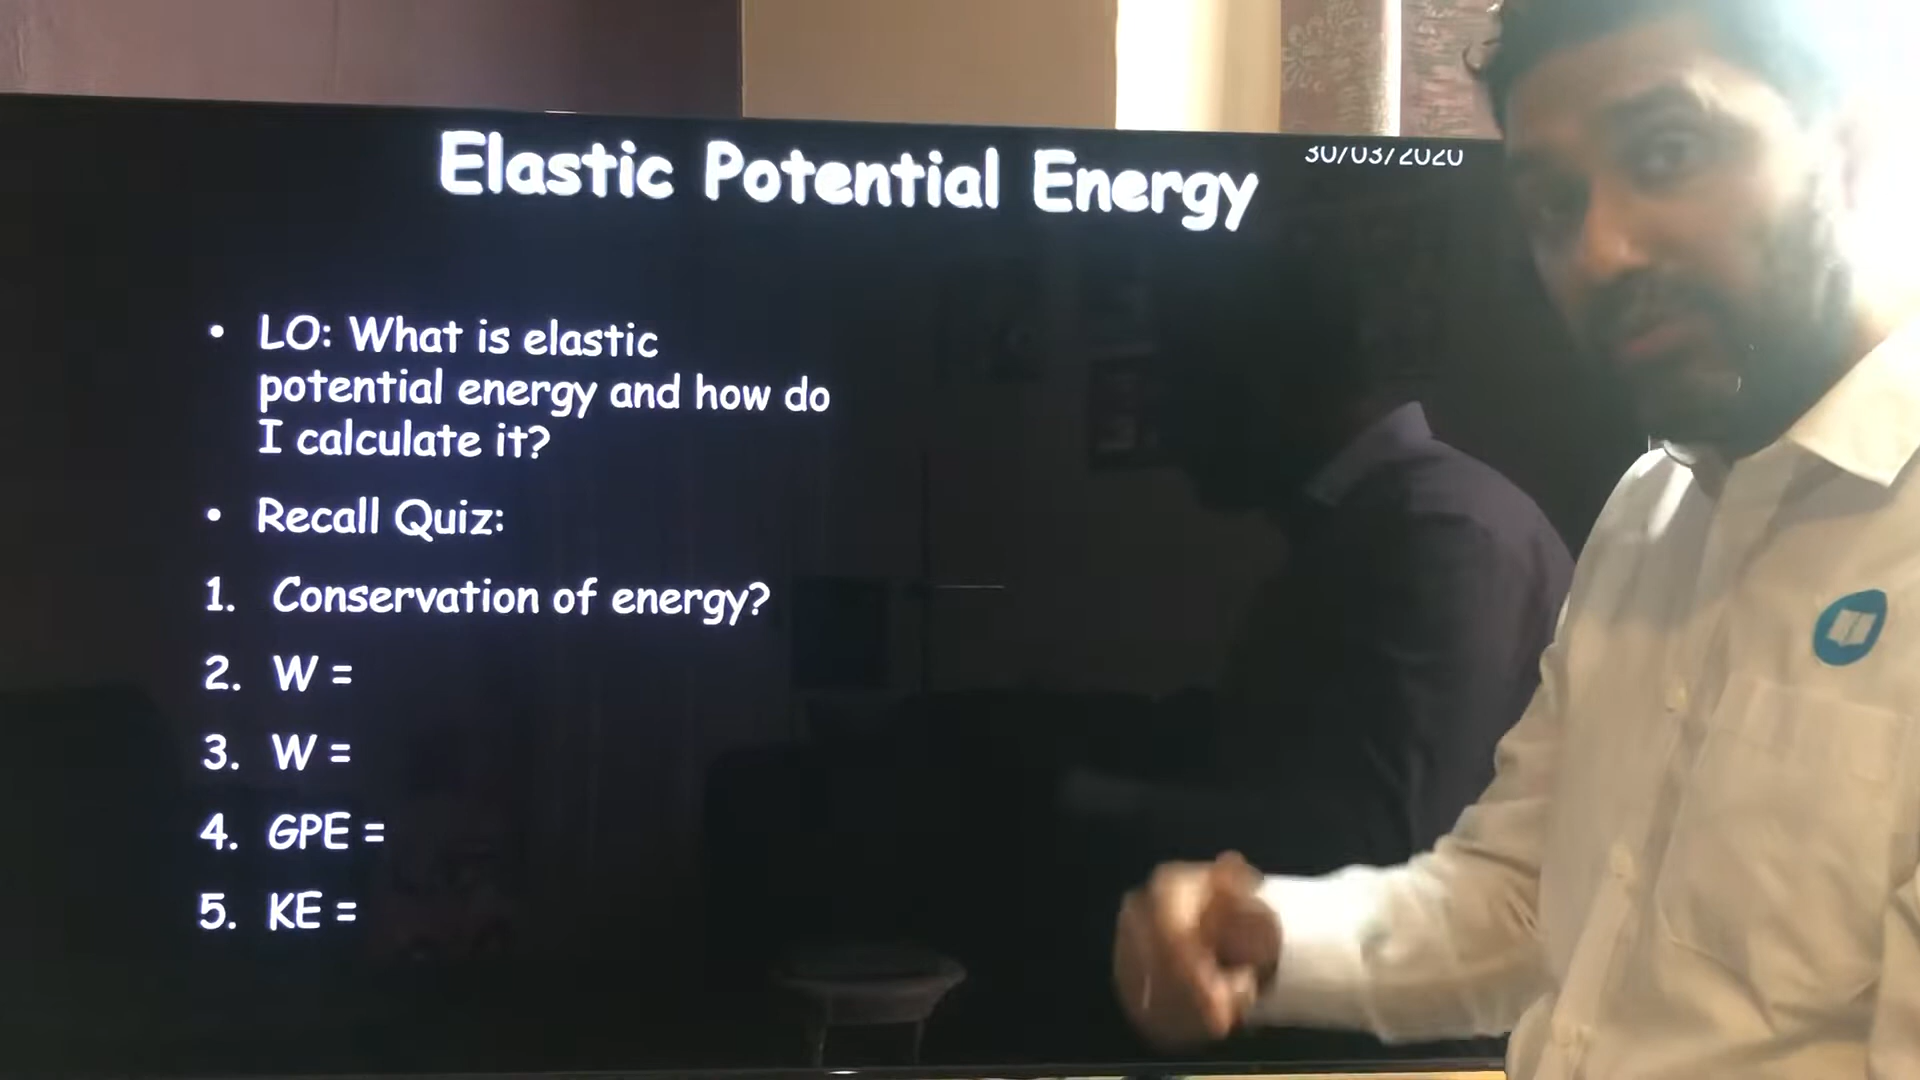 Elastic Potential Energy
30/03/2020
• LO: What is elastic
potential energy and how do
I calculate it?
• Recall Quiz:
1. Conservation of energy?
2. W =
3. W =
4. GPE =
5. KE =